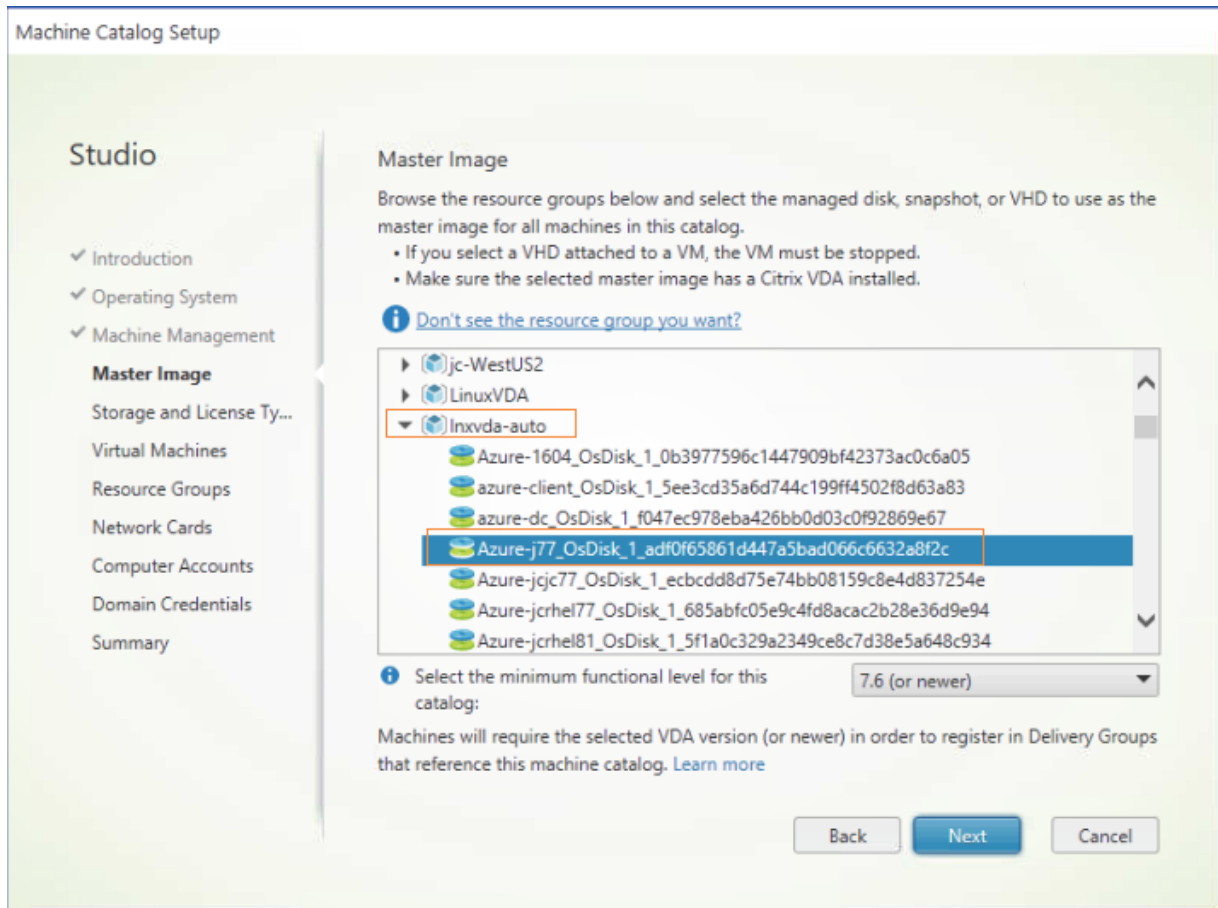 Machine Catalog Setup
Studio
Introduction
Operating System
Machine Management
Master Image
Storage and License Ty...
Virtual Machines
Resource Groups
Network Cards
Computer Accounts
Domain Credentials
Summary
Master Image
Browse the resource groups below and select the managed disk, snapshot, or VHD to use as the
master image for all machines in this catalog.
• If you select a VHD attached to a VM, the VM must be stopped.
• Make sure the selected master image has a Citrix VDA installed.
Don't see the resource group you want?
jc-WestUS2
LinuxVDA
lnxvda-auto
Azure-1604_OsDisk_1_0b3977596c1447909bf42373ac0c6a05
azure-client_OsDisk_1_5ee3cd35a6d744c199ff4502f8d63a83
azure-dc_OsDisk_1_f047ec978eba426bb0d03c0f92869e67
Azure-j77_OsDisk_1_adf0f65861d447a5bad066c6632a8f2c
Azure-jcjc77_OsDisk_1_ecbcdd8d75e74bb08159c8e4d837254e
Azure-jcrhel77_OsDisk_1_685abfc05e9c4fd8acac2b28e36d9e94
Azure-jcrhel81_OsDisk_1_5f1a0c329a2349ce8c7d38e5a648c934
Select the minimum functional level for this
catalog:
7.6 (or newer)
Machines will require the selected VDA version (or newer) in order to register in Delivery Groups
that reference this machine catalog. Learn more
Back
Next
Cancel